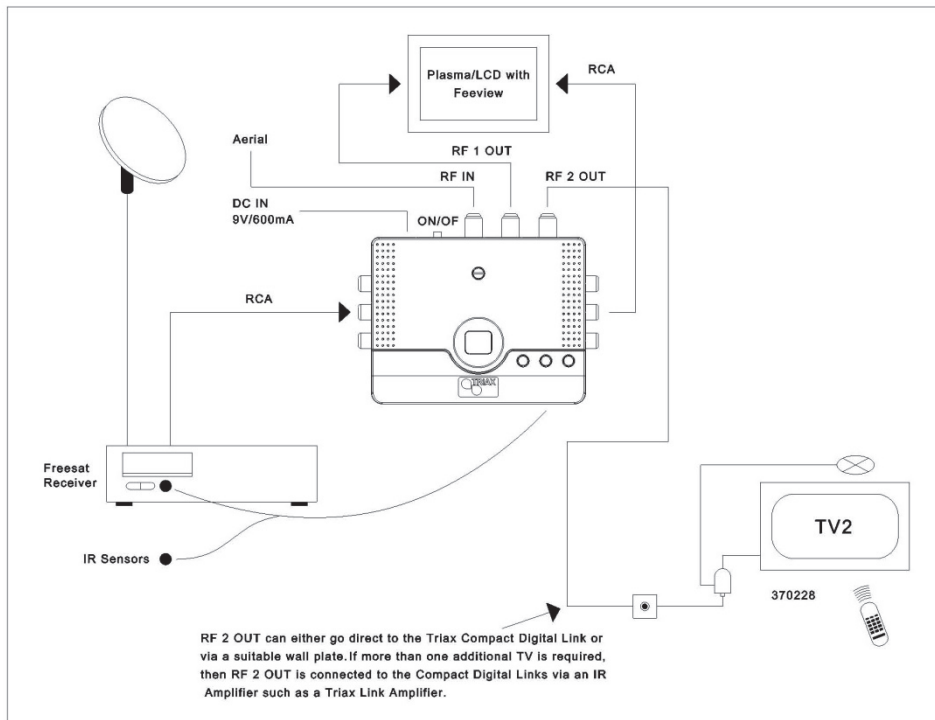 Plasma/LCD with
Feeview
RCA
Aerial
RF 1 OUT
RF IN
RF 2 OUT
DC IN
9V/600mA
ON/OF
RCA
TRIAX
Freesat
Receiver
IR Sensors
TV2
370228
RF 2 OUT can either go direct to the Triax Compact Digital Link or
via a suitable wall plate.If more than one additional TV is required,
then RF 2 OUT is connected to the Compact Digital Links via an IR
Amplifier such as a Triax Link Amplifier.